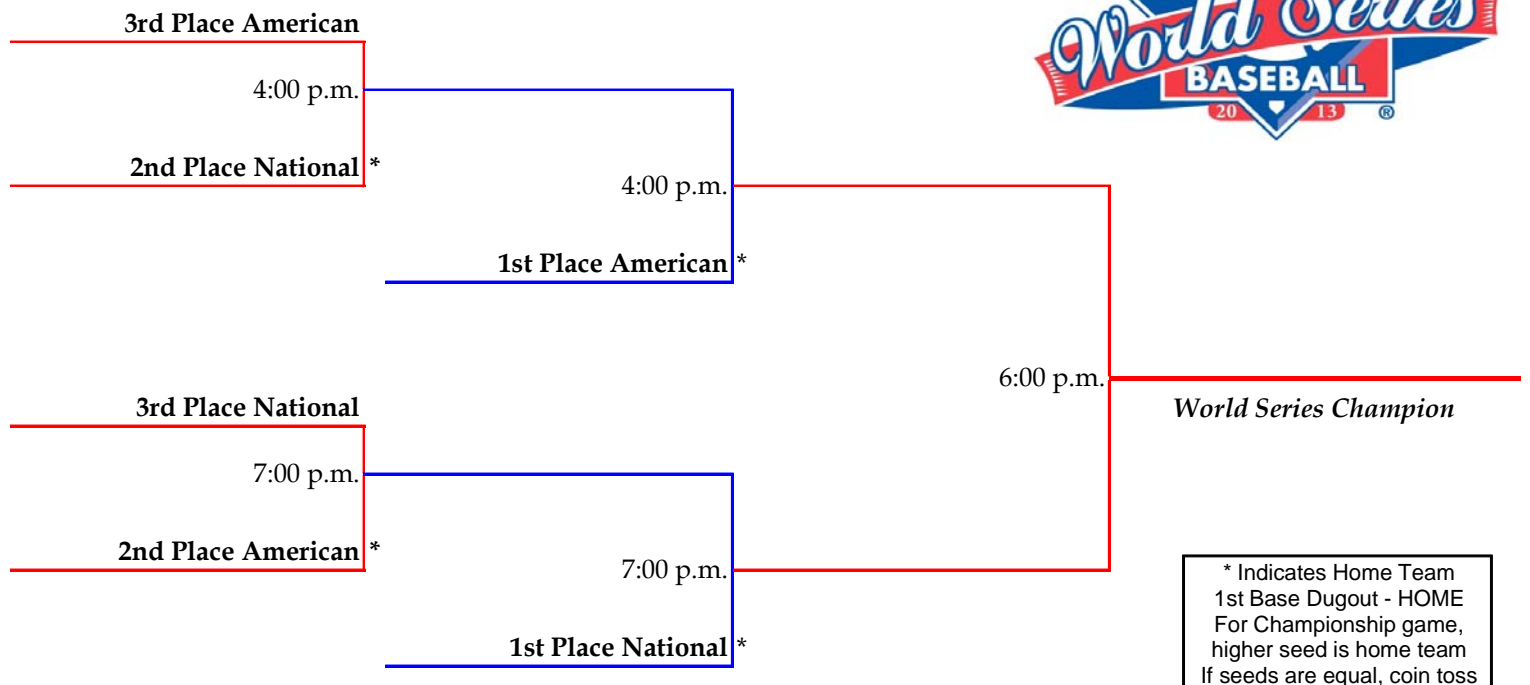 World Series
BASEBALL
20 13 ®
3rd Place American
4:00 p.m.
2nd Place National *
4:00 p.m.
1st Place American *
6:00 p.m.
World Series Champion
3rd Place National
7:00 p.m.
2nd Place American *
7:00 p.m.
1st Place National *
* Indicates Home Team
1st Base Dugout - HOME
For Championship game,
higher seed is home team
If seeds are equal, coin toss